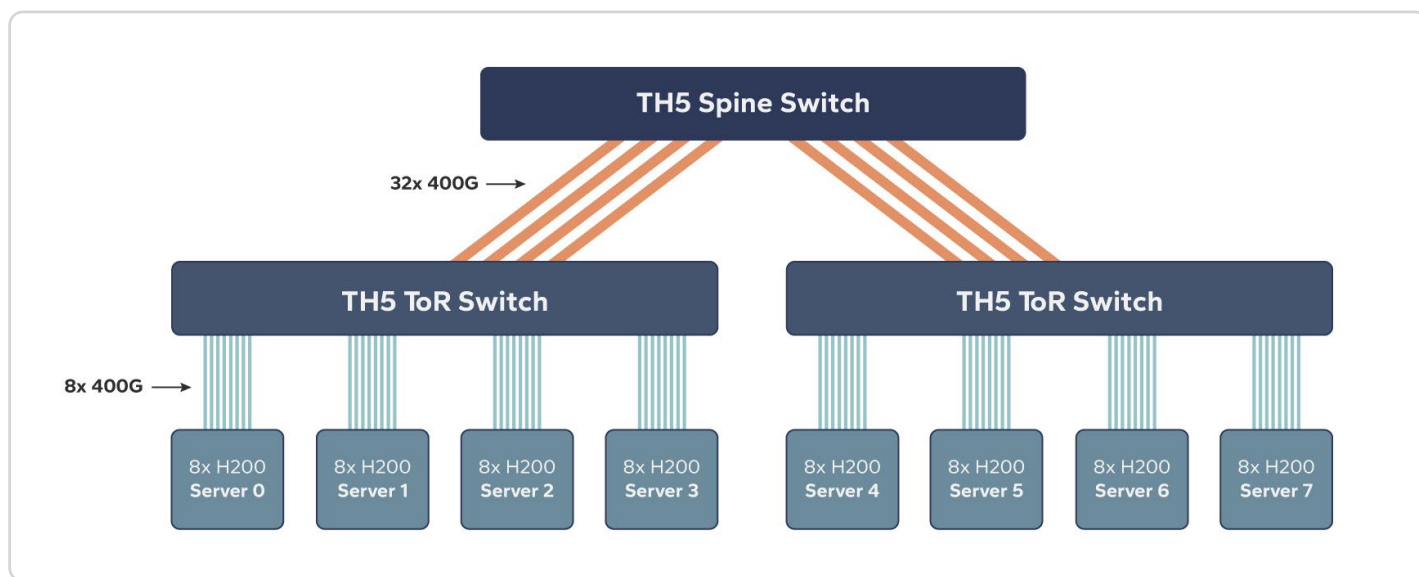 TH5 Spine Switch
32x 400G
TH5 ToR Switch
TH5 ToR Switch
8x 400G
8x H200
Server 0
8x H200
Server 1
8x H200
Server 2
8x H200
Server 3
8x H200
Server 4
8x H200
Server 5
8x H200
Server 6
8x H200
Server 7